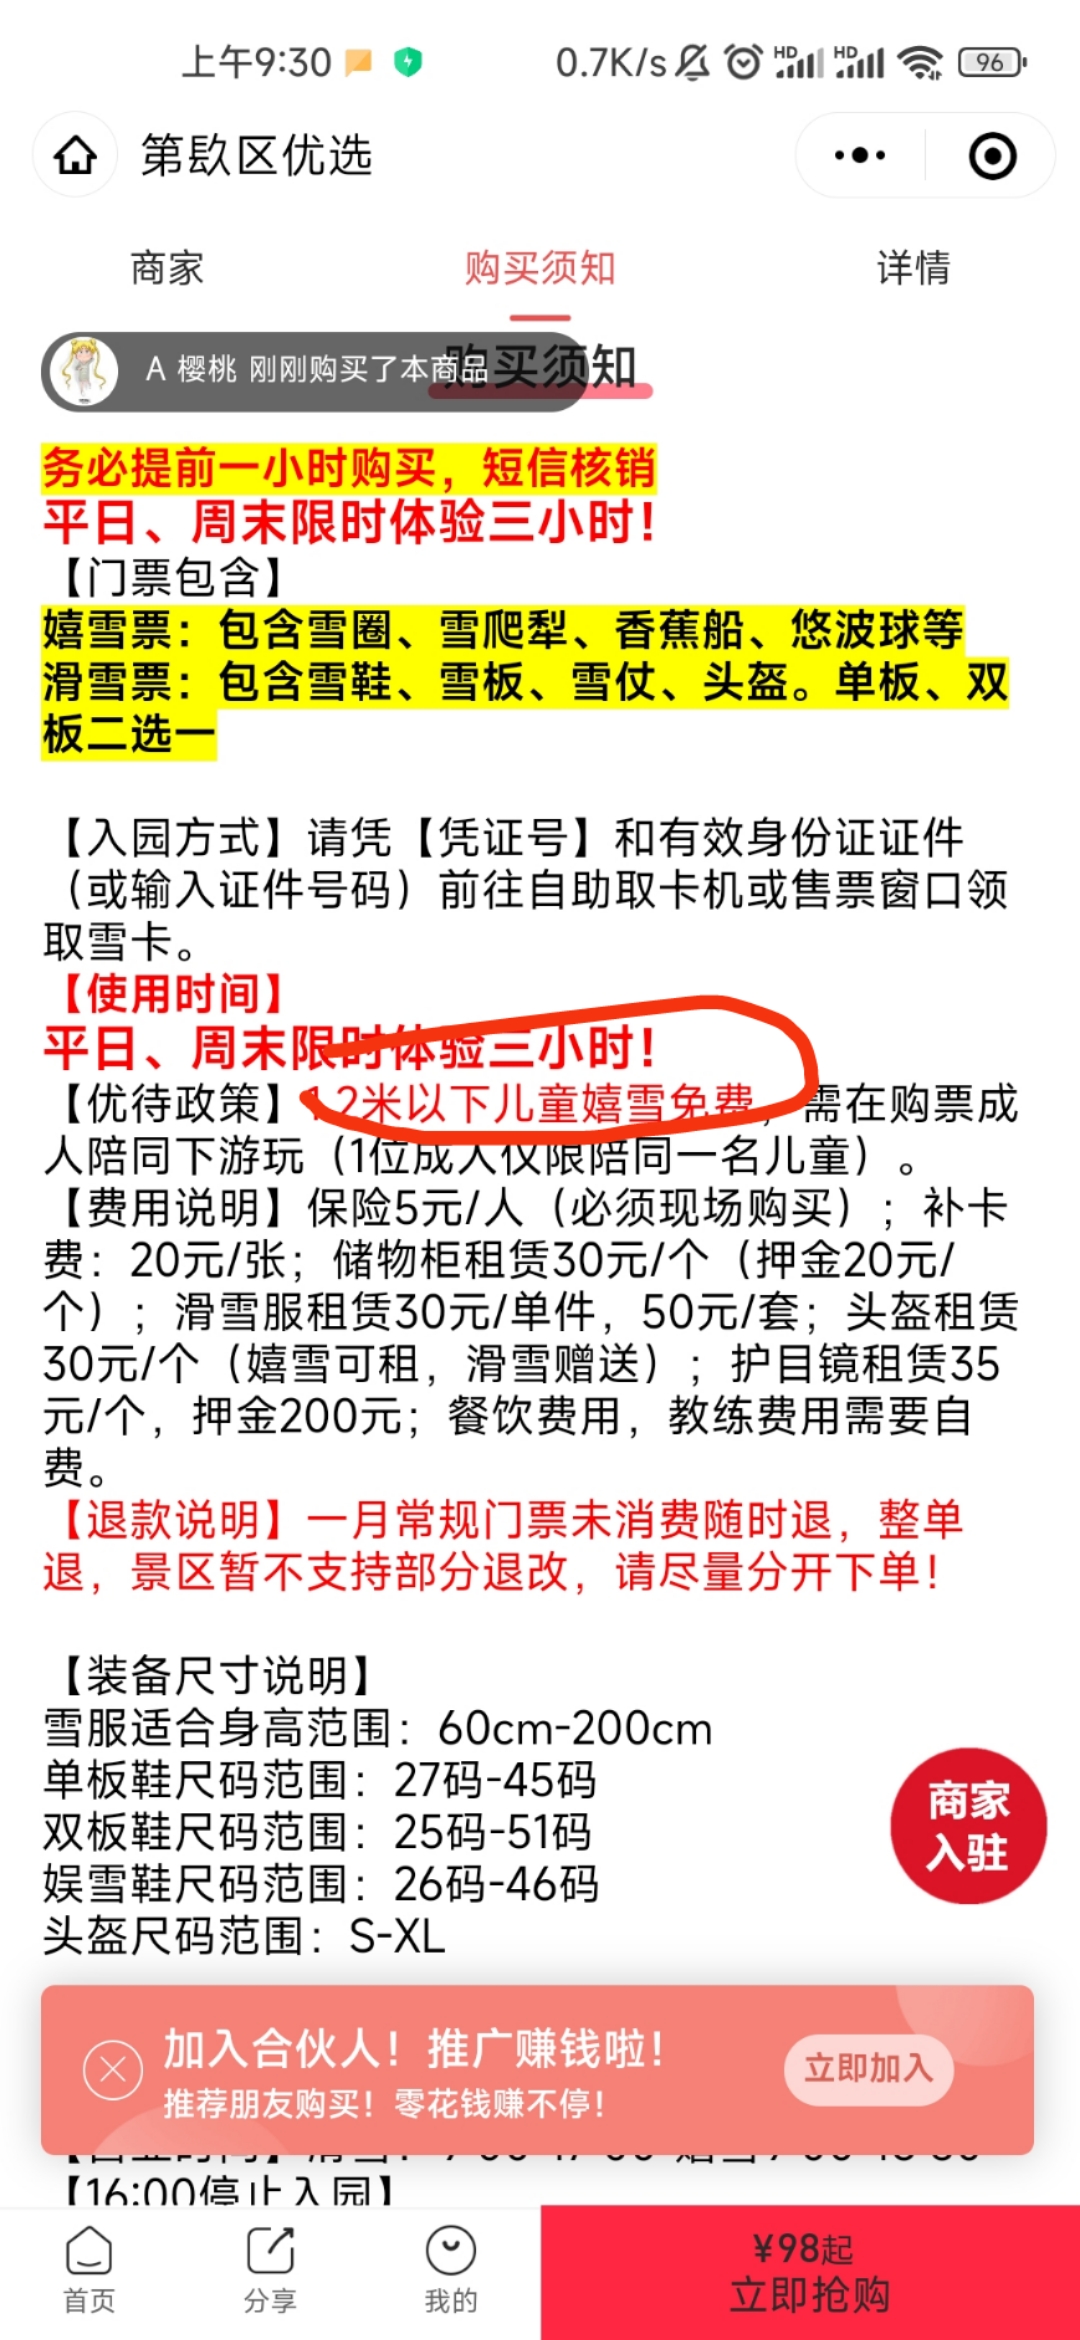 上午9:30
0.7K/s
HD
HD
96
第镹区优选
商家
购买须知
详情
A 樱桃 刚刚购买了本商品
购买须知
务必提前一小时购买，短信核销
平日、周末限时体验三小时！
【门票包含】
嬉雪票：包含雪圈、雪爬犁、香蕉船、悠波球等
滑雪票：包含雪鞋、雪板、雪仗、头盔。单板、双
板二选一
【入园方式】请凭【凭证号】和有效身份证证件
（或输入证件号码）前往自助取卡机或售票窗口领
取雪卡。
【使用时间】
平日、周末限时体验三小时！
【优待政策】1.2米以下儿童嬉雪免费，需在购票成
人陪同下游玩（1位成人仅限陪同一名儿童）。
【费用说明】保险5元/人（必须现场购买）；补卡
费：20元/张；储物柜租赁30元/个（押金20元/
个）；滑雪服租赁30元/单件，50元/套；头盔租赁
30元/个（嬉雪可租，滑雪赠送）；护目镜租赁35
元/个，押金200元；餐饮费用，教练费用需要自
费。
【退款说明】一月常规门票未消费随时退，整单
退，景区暂不支持部分退改，请尽量分开下单！
【装备尺寸说明】
雪服适合身高范围：60cm-200cm
单板鞋尺码范围：27码-45码
双板鞋尺码范围：25码-51码
娱雪鞋尺码范围：26码-46码
头盔尺码范围：S-XL
商家
入驻
加入合伙人！推广赚钱啦！
推荐朋友购买！零花钱赚不停！
立即加入
【16:00停止入园】
首页
分享
我的
¥98起
立即抢购